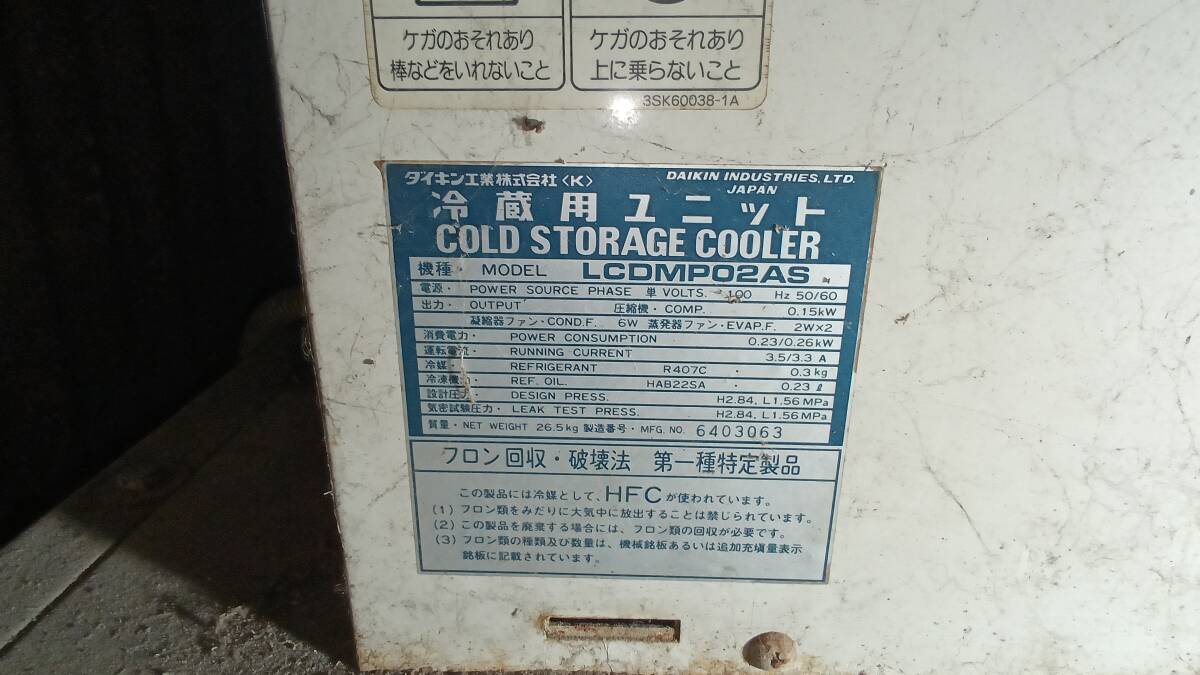 ケガのおそれあり
棒などをいれないこと
ケガのおそれあり
上に乗らないこと
3SK60038-1A
ダイキン工業株式会社〈K〉 DAIKIN INDUSTRIES, LTD.
JAPAN
冷蔵用ユニット
COLD STORAGE COOLER
機種・MODEL LCDMP02AS
電源・POWER SOURCE PHASE 単 VOLTS. 100 Hz 50/60
出力・OUTPUT 圧縮機・COMP. 0.15kW
凝縮器ファン・COND.F. 6W 蒸発器ファン・EVAP.F. 2W×2
消費電力・POWER CONSUMPTION 0.23/0.26kW
運転電流・RUNNING CURRENT 3.5/3.3 A
冷媒・REFRIGERANT R407C・0.3kg
冷凍機油・REF. OIL. HAB22SA・0.23ℓ
設計圧力・DESIGN PRESS. H2.84, L1.56MPa
気密試験圧力・LEAK TEST PRESS. H2.84, L1.56MPa
質量・NET WEIGHT 26.5kg 製造番号・MFG. NO. 6403063
フロン回収・破壊法 第一種特定製品
この製品には冷媒として、HFCが使われています。
(1) フロン類をみだりに大気中に放出することは禁じられています。
(2) この製品を廃棄する場合には、フロン類の回収が必要です。
(3) フロン類の種類及び数量は、機械銘板あるいは追加充塡量表示
銘板に記載されています。